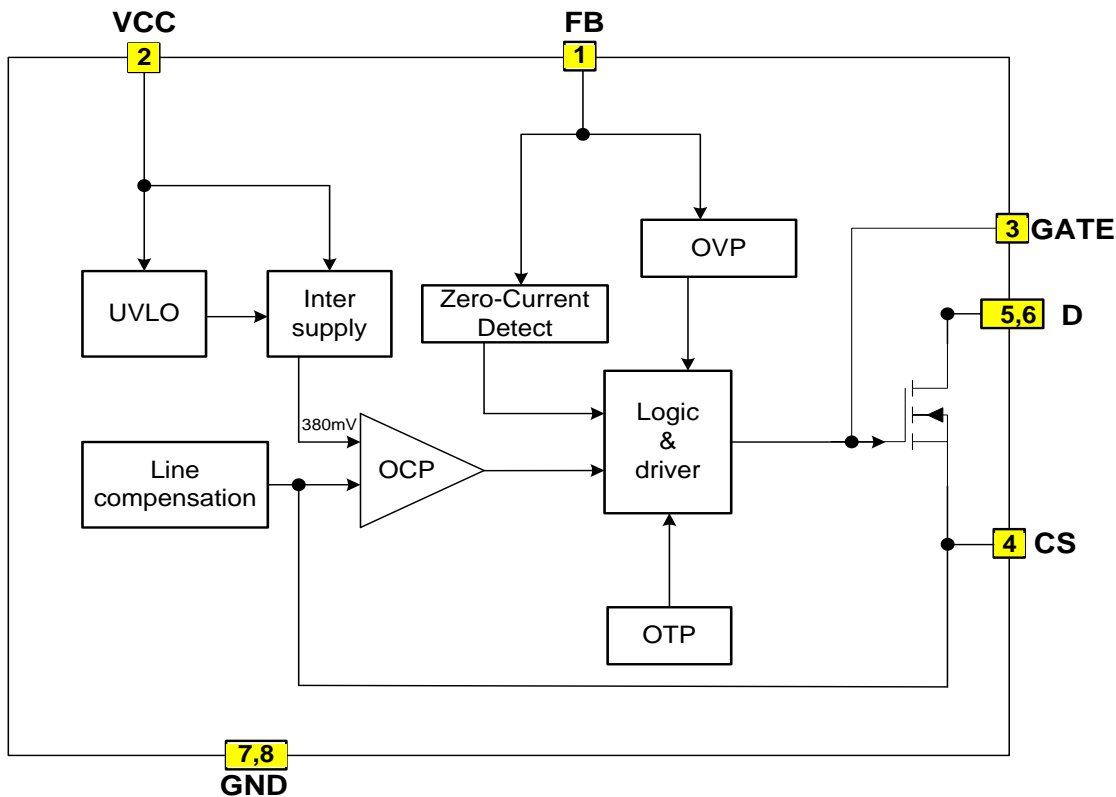 VCC
2
FB
1
3 GATE
OVP
UVLO
Inter
supply
Zero-Current
Detect
5,6 D
380mV
Line
compensation
OCP
Logic
&
driver
4 CS
OTP
7,8
GND